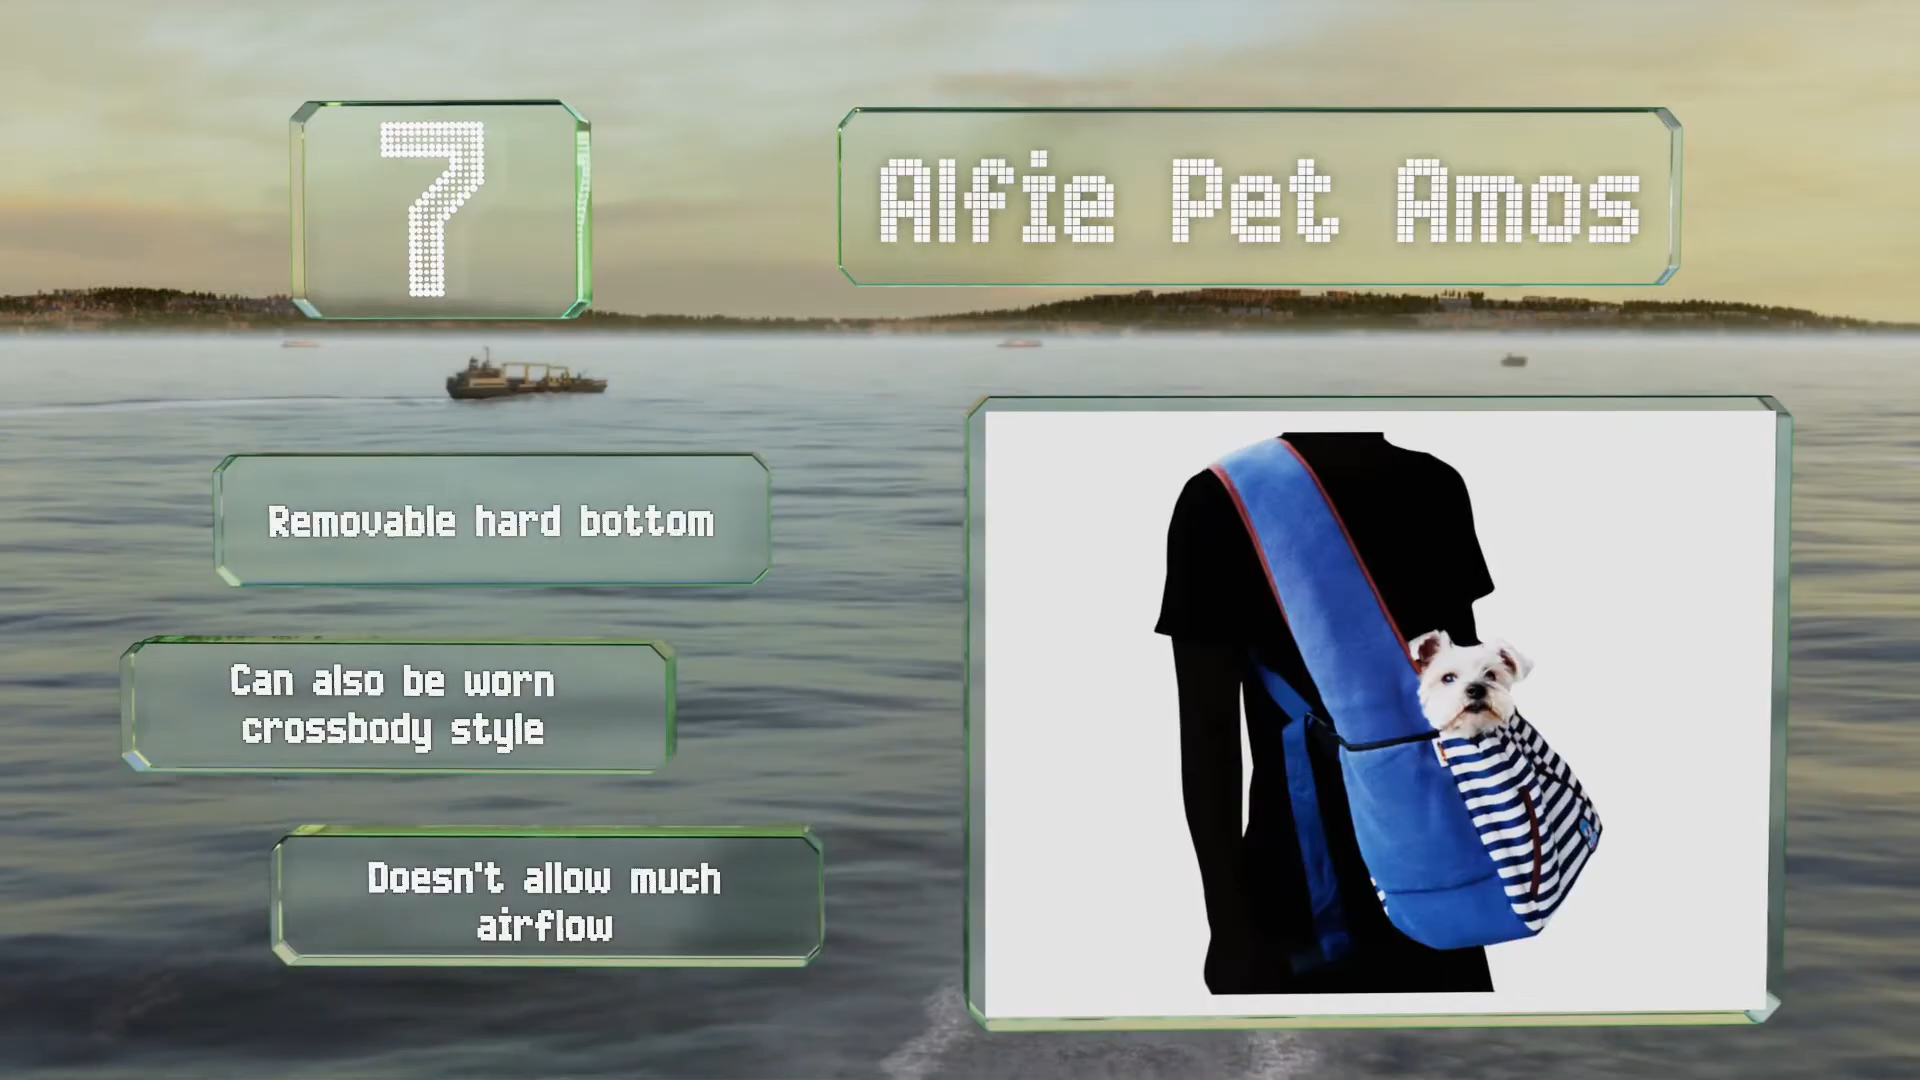 7
Alfie Pet Amos
Removable hard bottom
Can also be worn
crossbody style
Doesn't allow much
airflow